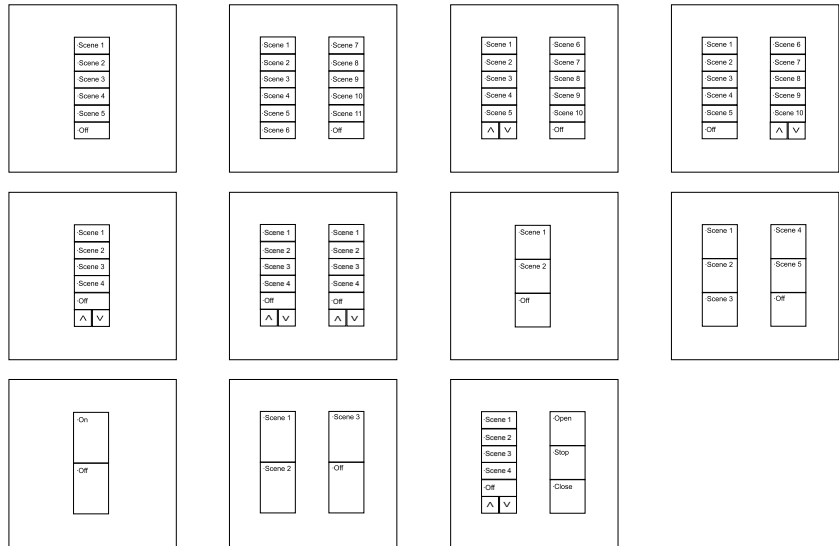 ·Scene 1
·Scene 2
·Scene 3
·Scene 4
·Scene 5
·Off
·Scene 1
·Scene 2
·Scene 3
·Scene 4
·Scene 5
·Scene 6
·Scene 7
·Scene 8
·Scene 9
·Scene 10
·Scene 11
·Off
·Scene 1
·Scene 2
·Scene 3
·Scene 4
·Scene 5
·Scene 6
·Scene 7
·Scene 8
·Scene 9
·Scene 10
·Off
·Scene 1
·Scene 2
·Scene 3
·Scene 4
·Scene 5
·Off
·Scene 6
·Scene 7
·Scene 8
·Scene 9
·Scene 10
·Scene 1
·Scene 2
·Scene 3
·Scene 4
·Off
·Scene 1
·Scene 2
·Scene 3
·Scene 4
·Off
·Scene 1
·Scene 2
·Scene 3
·Scene 4
·Off
·Scene 1
·Scene 2
·Off
·Scene 1
·Scene 2
·Scene 3
·Scene 4
·Scene 5
·Off
·On
·Off
·Scene 1
·Scene 2
·Scene 3
·Off
·Scene 1
·Scene 2
·Scene 3
·Scene 4
·Off
·Open
·Stop
·Close